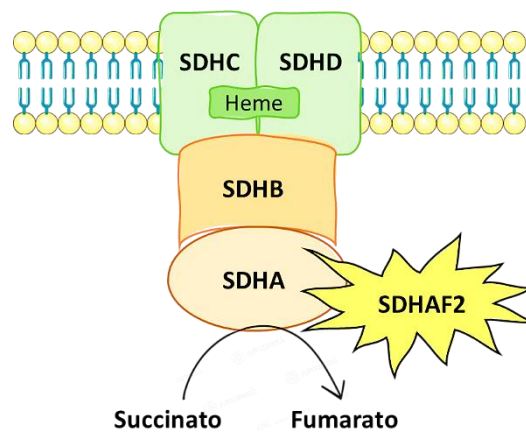 SDHC SDHD
Heme
SDHB
SDHA
SDHAF2
Succinato Fumarato